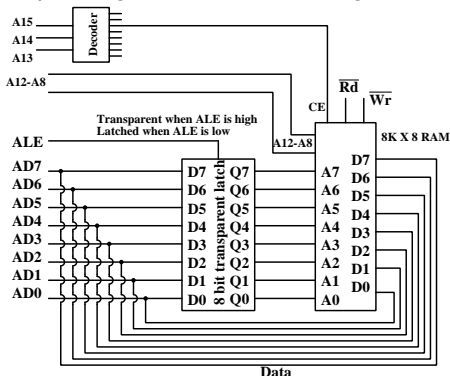 A15
A14
A13
Decoder
A12-A8
CE
Rd
Wr
Transparent when ALE is high
Latched when ALE is low
A12-A8
8K X 8 RAM
ALE
AD7
AD6
AD5
AD4
AD3
AD2
AD1
AD0
D7
D6
D5
D4
D3
D2
D1
D0
8 bit transparent latch
Q7
Q6
Q5
Q4
Q3
Q2
Q1
Q0
A7
A6
A5
A4
A3
A2
A1
A0
D7
D6
D5
D4
D3
D2
D1
D0
Data